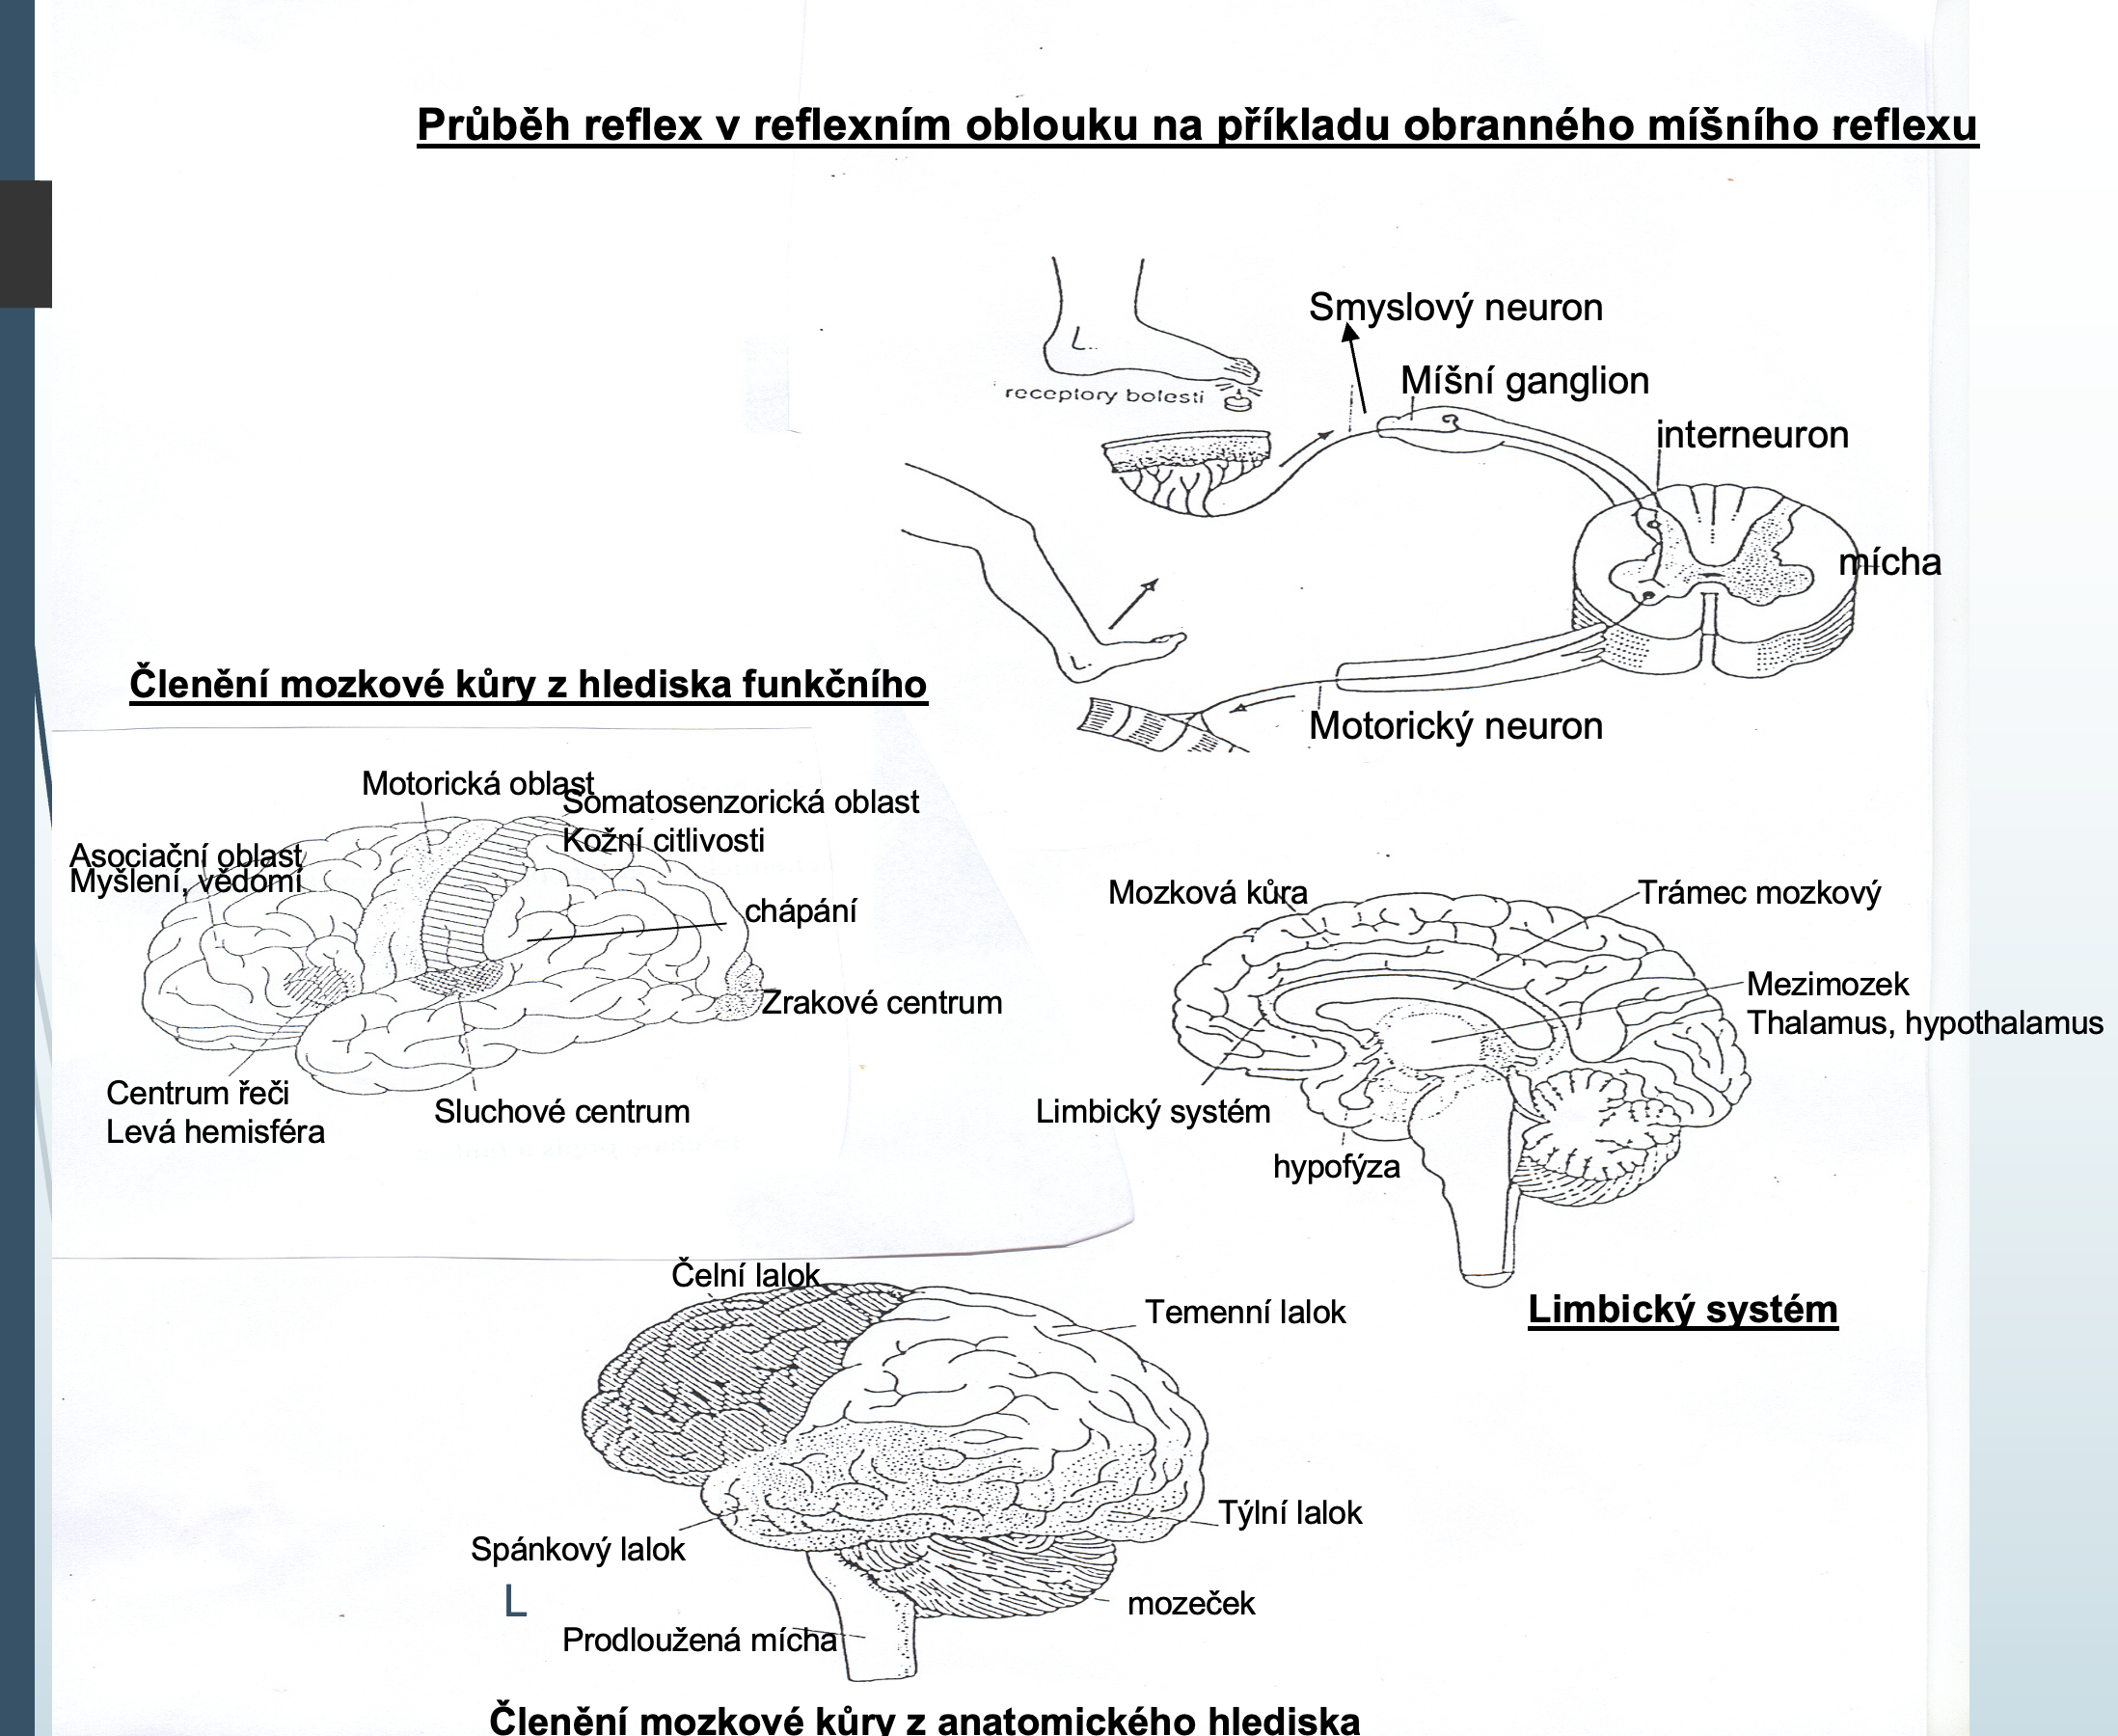 Průběh reflex v reflexním oblouku na příkladu obranného míšního reflexu
Smyslový neuron
Míšní ganglion
receptory bolesti
interneuron
mícha
Motorický neuron
Členění mozkové kůry z hlediska funkčního
Motorická oblast
Somatosenzorická oblast
Kožní citlivosti
Asociační oblast
Myšlení, vědomí
chápání
Zrakové centrum
Centrum řeči
Levá hemisféra
Sluchové centrum
Mozková kůra
Trámec mozkový
Mezimozek
Thalamus, hypothalamus
Limbický systém
hypofýza
Limbický systém
Čelní lalok
Temenní lalok
Týlní lalok
Spánkový lalok
L
mozeček
Prodloužená mícha
Členění mozkové kůry z anatomického hlediska